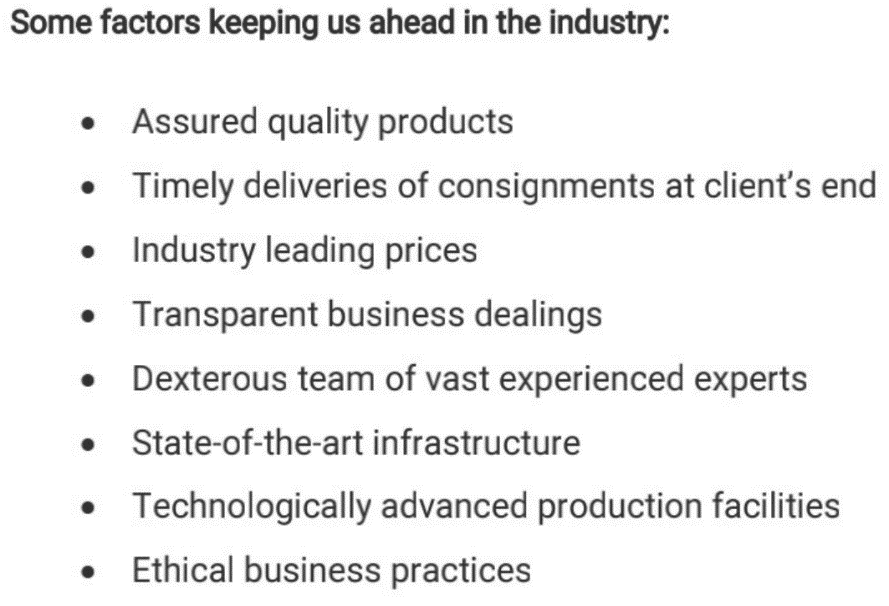 Some factors keeping us ahead in the industry:
• Assured quality products
• Timely deliveries of consignments at client's end
• Industry leading prices
• Transparent business dealings
• Dexterous team of vast experienced experts
• State-of-the-art infrastructure
• Technologically advanced production facilities
• Ethical business practices